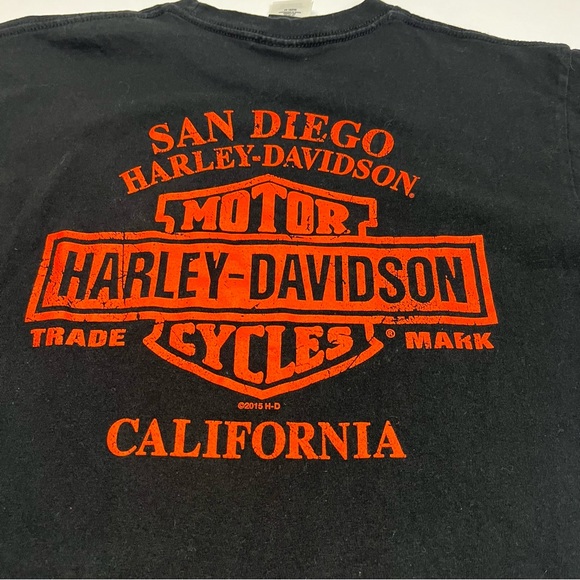 SAN DIEGO
HARLEY-DAVIDSON®
MOTOR
HARLEY-DAVIDSON
TRADE CYCLES ® MARK
©2015 H-D
CALIFORNIA